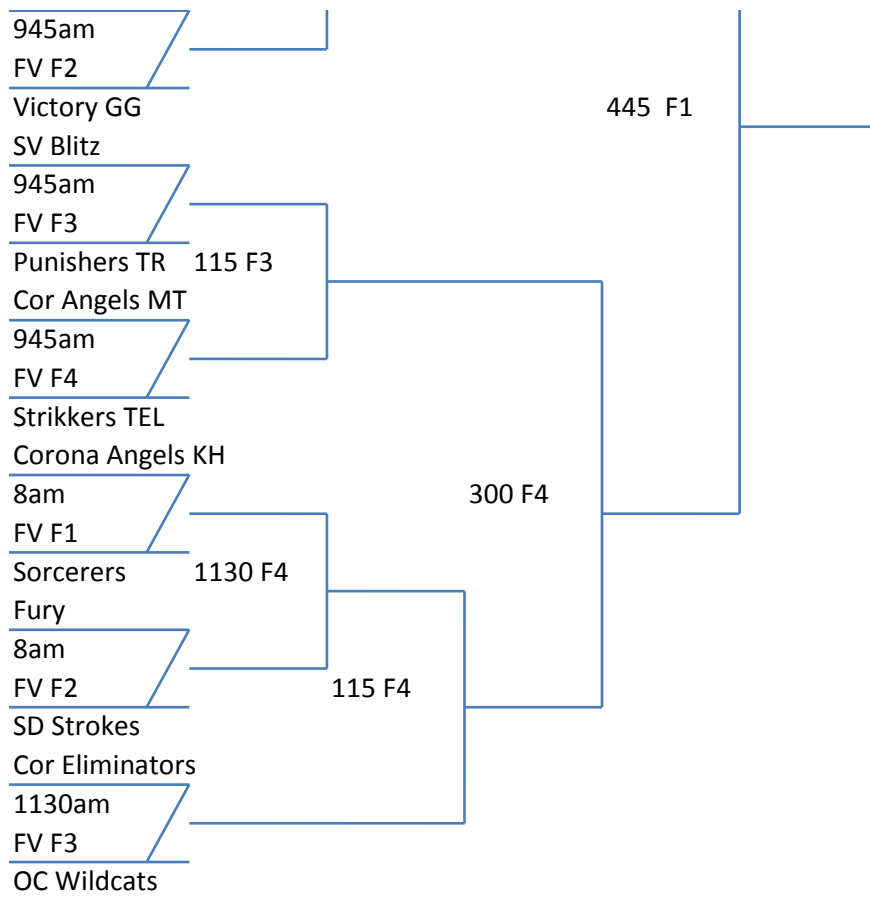 945am
FV F2
Victory GG
445 F1
SV Blitz
945am
FV F3
Punishers TR 115 F3
Cor Angels MT
945am
FV F4
Strikkers TEL
Corona Angels KH
8am
300 F4
FV F1
Sorcerers 1130 F4
Fury
8am
FV F2
115 F4
SD Strokes
Cor Eliminators
1130am
FV F3
OC Wildcats